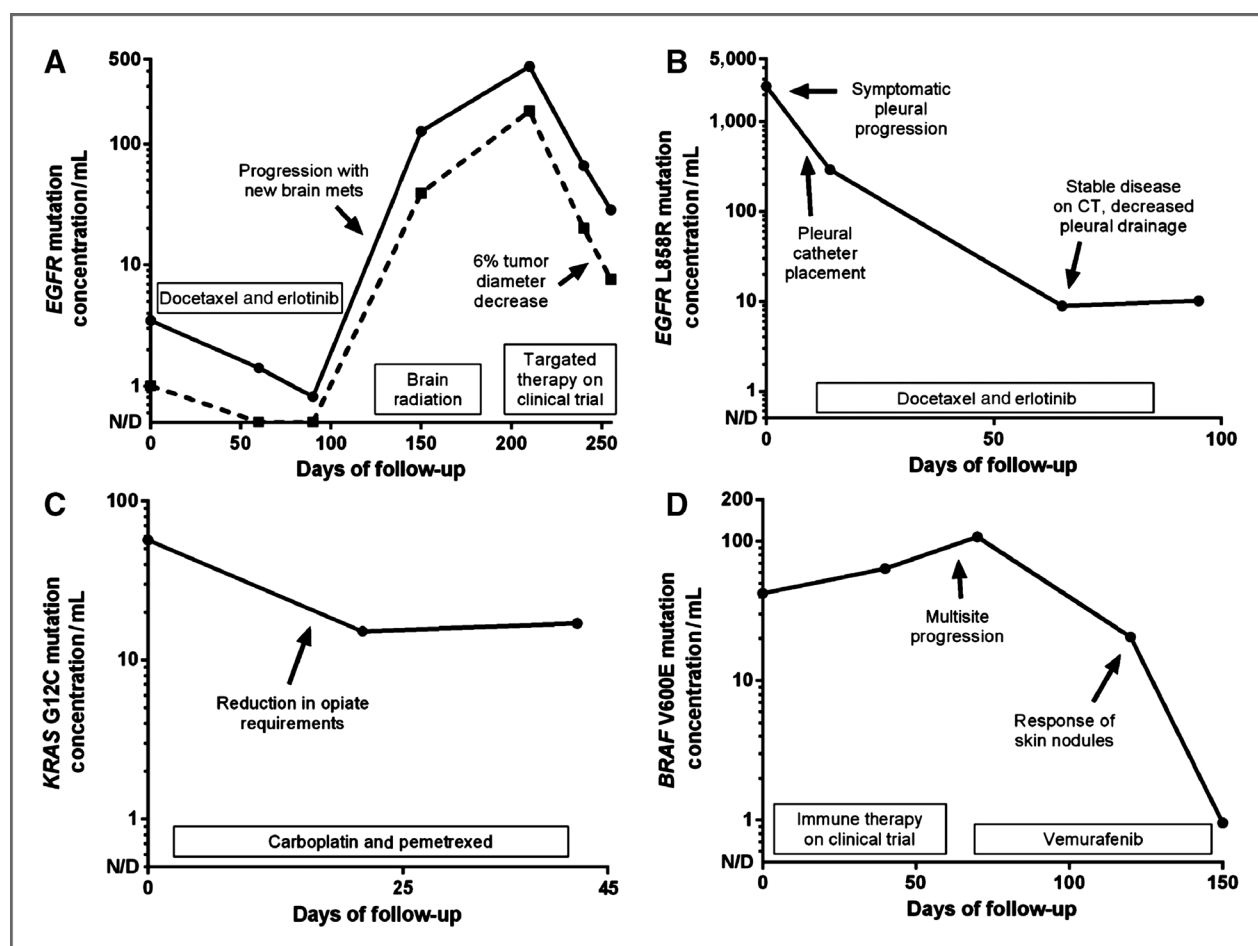 A
EGFR mutation
concentration/mL
500
100
10
1
N/D
Progression with
new brain mets
Docetaxel and erlotinib
6% tumor
diameter
decrease
Brain
radiation
Targeted
therapy on
clinical trial
0
50
100
150
200
250
Days of follow-up
B
EGFR L858R mutation
concentration/mL
5,000
1,000
100
10
1
N/D
Symptomatic
pleural
progression
Pleural
catheter
placement
Stable disease
on CT, decreased
pleural drainage
Docetaxel and erlotinib
0
50
100
Days of follow-up
C
KRAS G12C mutation
concentration/mL
100
10
1
N/D
Reduction in opiate
requirements
Carboplatin and pemetrexed
0
25
45
Days of follow-up
D
BRAF V600E mutation
concentration/mL
200
100
10
1
N/D
Multisite
progression
Response of
skin nodules
Immune therapy
on clinical trial
Vemurafenib
0
50
100
150
Days of follow-up